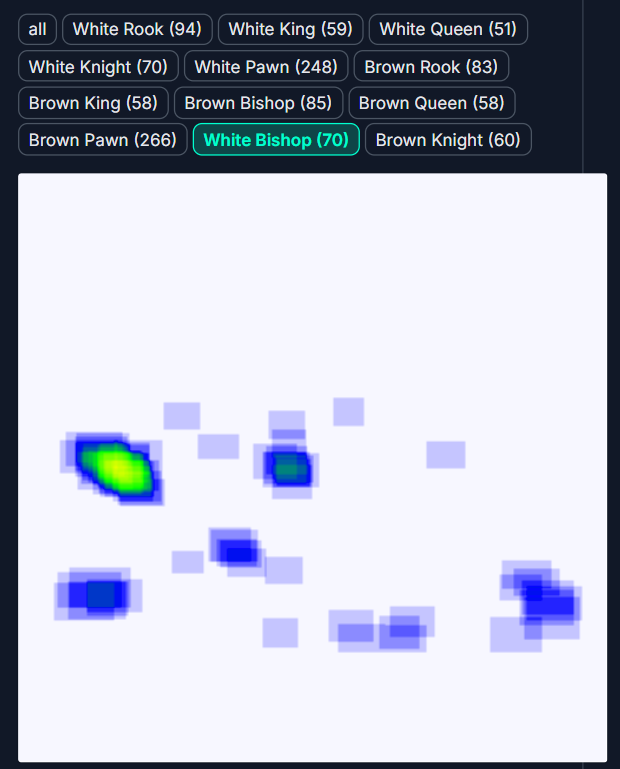 all White Rook (94) White King (59) White Queen (51)
White Knight (70) White Pawn (248) Brown Rook (83)
Brown King (58) Brown Bishop (85) Brown Queen (58)
Brown Pawn (266) White Bishop (70) Brown Knight (60)